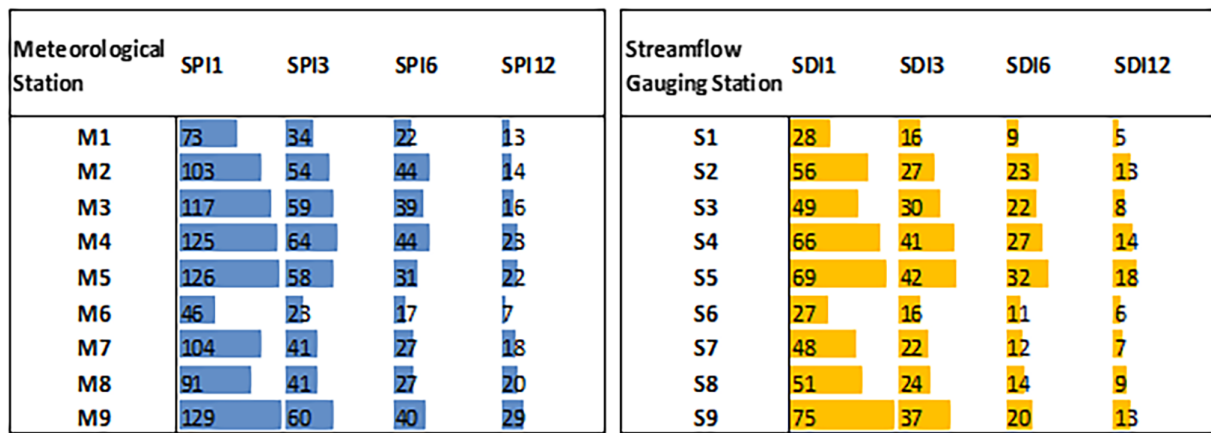 Meteorological Station SPI1 SPI3 SPI6 SPI12
M1 73 34 22 13
M2 103 54 44 14
M3 117 59 39 16
M4 125 64 44 23
M5 126 58 31 22
M6 46 23 17 7
M7 104 41 27 18
M8 91 41 27 20
M9 129 60 40 29
Streamflow Gauging Station SDI1 SDI3 SDI6 SDI12
S1 28 16 9 5
S2 56 27 23 13
S3 49 30 22 8
S4 66 41 27 14
S5 69 42 32 18
S6 27 16 11 6
S7 48 22 12 7
S8 51 24 14 9
S9 75 37 20 13